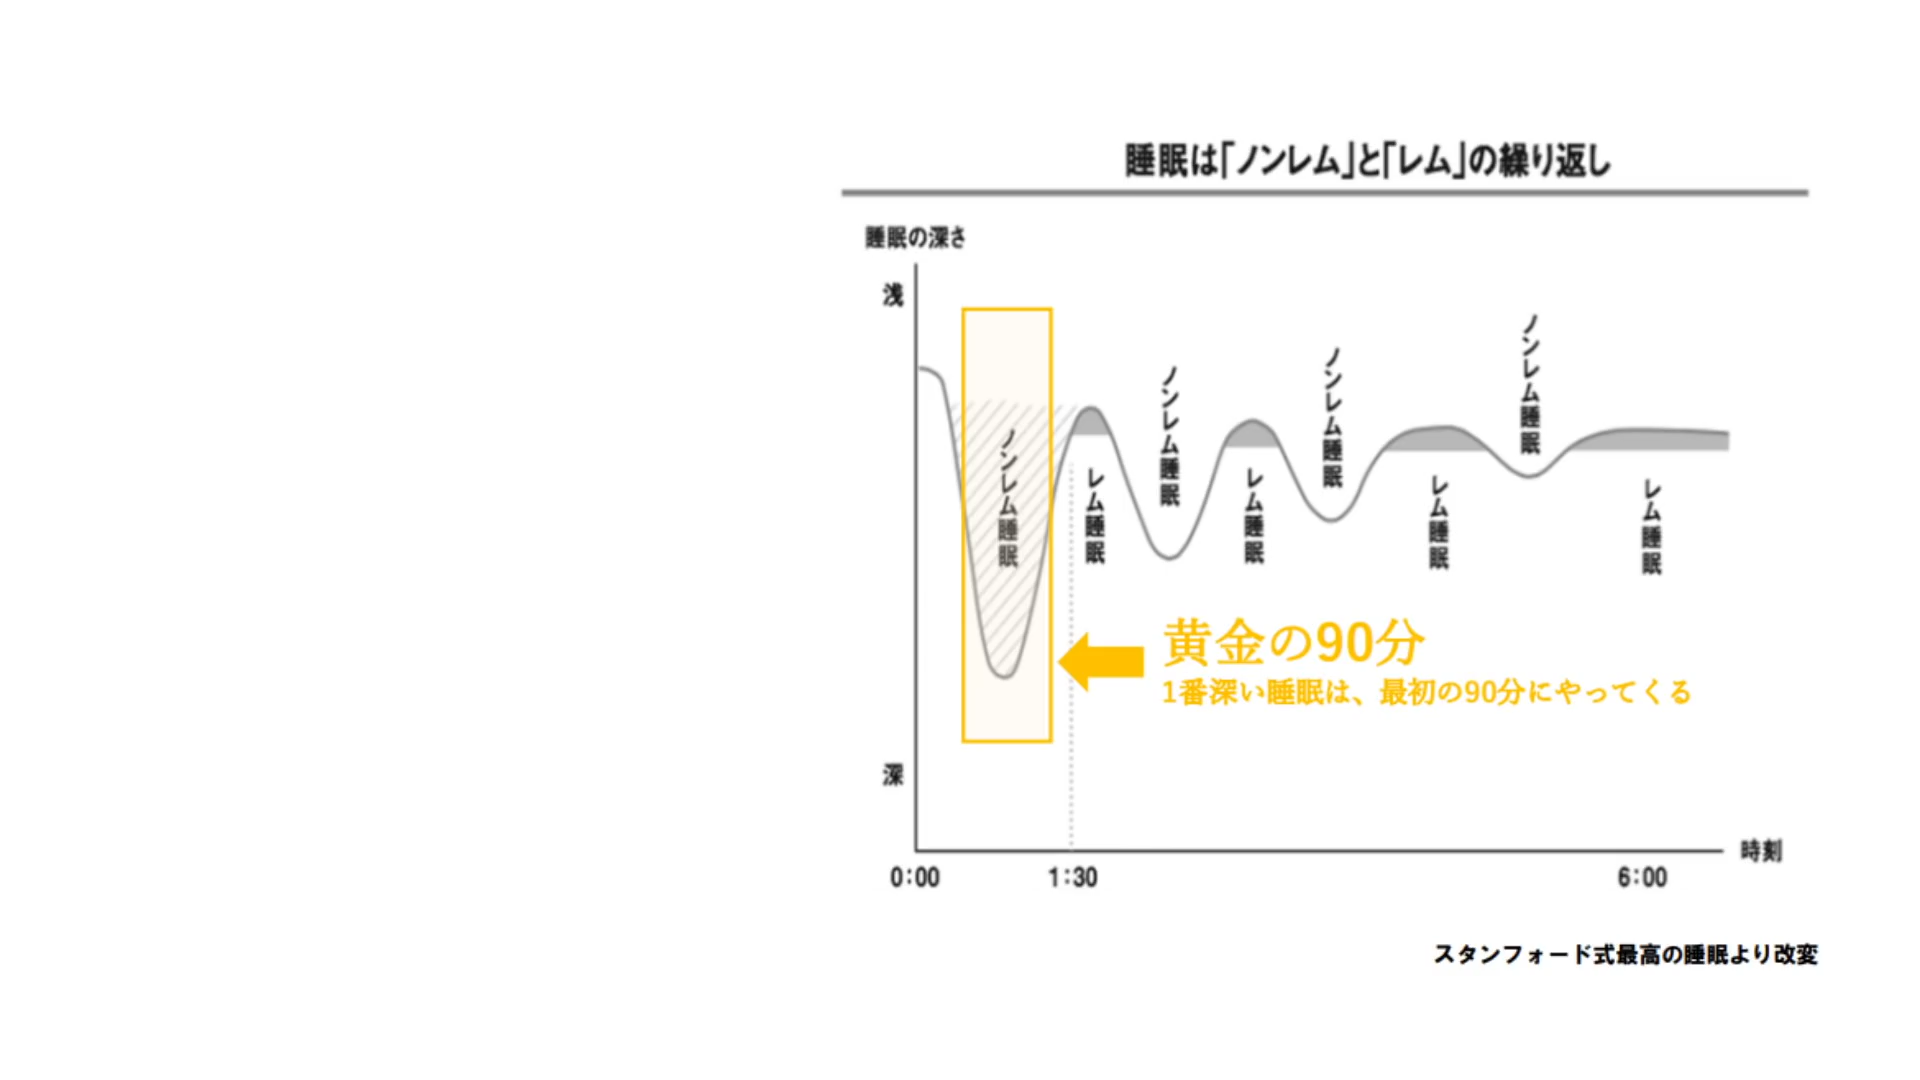 睡眠は「ノンレム」と「レム」の繰り返し
睡眠の深さ
浅
ノンレム睡眠
レム睡眠
ノンレム睡眠
レム睡眠
ノンレム睡眠
レム睡眠
ノンレム睡眠
レム睡眠
黄金の90分
1番深い睡眠は、最初の90分にやってくる
深
時刻
0:00
1:30
6:00
スタンフォード式最高の睡眠より改変